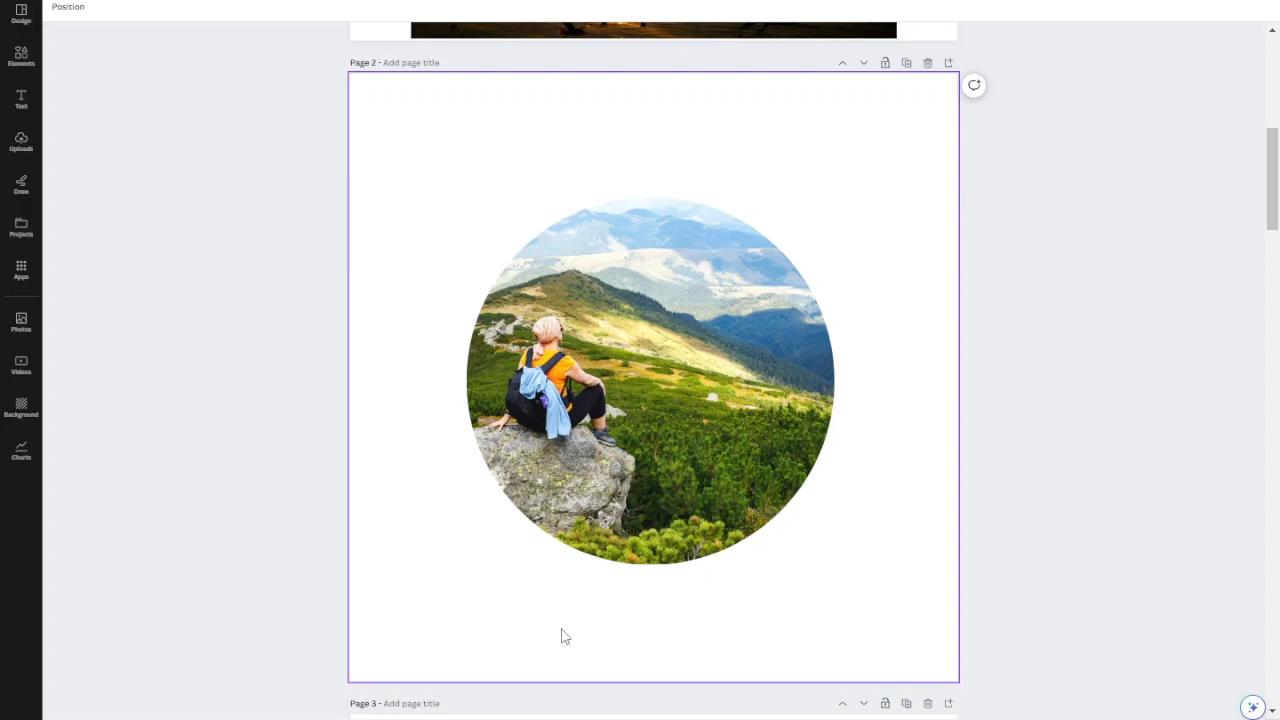 Position
Design
Elements
Text
Uploads
Draw
Projects
Apps
Photos
Videos
Background
Charts
Page 2 - Add page title
Page 3 - Add page title